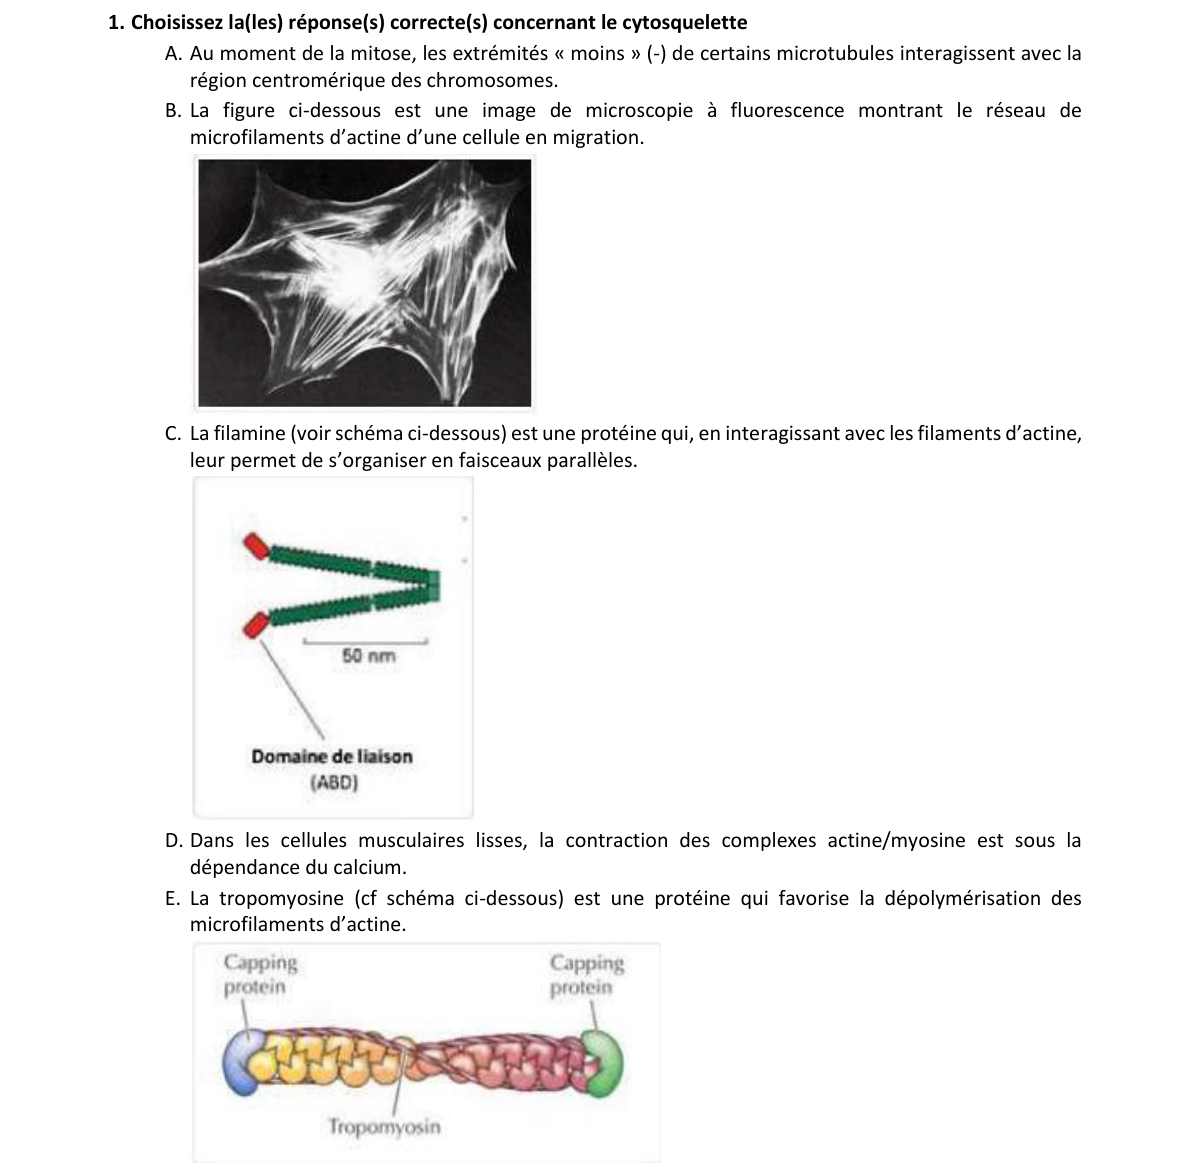 1. Choisissez la(les) réponse(s) correcte(s) concernant le cytosquelette
A. Au moment de la mitose, les extrémités « moins » (-) de certains microtubules interagissent avec la
région centromérique des chromosomes.
B. La figure ci-dessous est une image de microscopie à fluorescence montrant le réseau de
microfilaments d’actine d’une cellule en migration.
C. La filamine (voir schéma ci-dessous) est une protéine qui, en interagissant avec les filaments d’actine,
leur permet de s’organiser en faisceaux parallèles.
50 nm
Domaine de liaison
(ABD)
D. Dans les cellules musculaires lisses, la contraction des complexes actine/myosine est sous la
dépendance du calcium.
E. La tropomyosine (cf schéma ci-dessous) est une protéine qui favorise la dépolymérisation des
microfilaments d’actine.
Capping
protein
Capping
protein
Tropomyosin